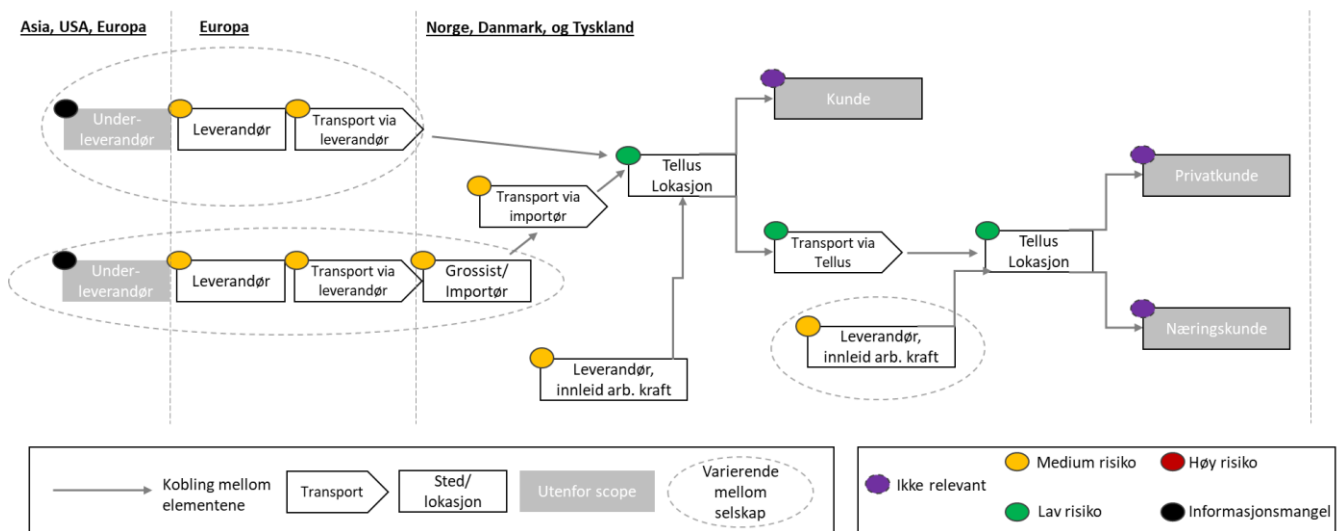 Asia, USA, Europa
Europa
Norge, Danmark, og Tyskland
Under-
leverandør
Leverandør
Transport via
leverandør
Kunde
Tellus
Lokasjon
Privatkunde
Transport via
importør
Transport via
Tellus
Tellus
Lokasjon
Under-
leverandør
Leverandør
Transport via
leverandør
Grossist/
Importør
Næringskunde
Leverandør,
innleid arb. kraft
Leverandør,
innleid arb. kraft
Kobling mellom
elementene
Transport
Sted/
lokasjon
Utenfor scope
Varierende
mellom
selskap
Ikke relevant
Medium risiko
Høy risiko
Lav risiko
Informasjonsmangel